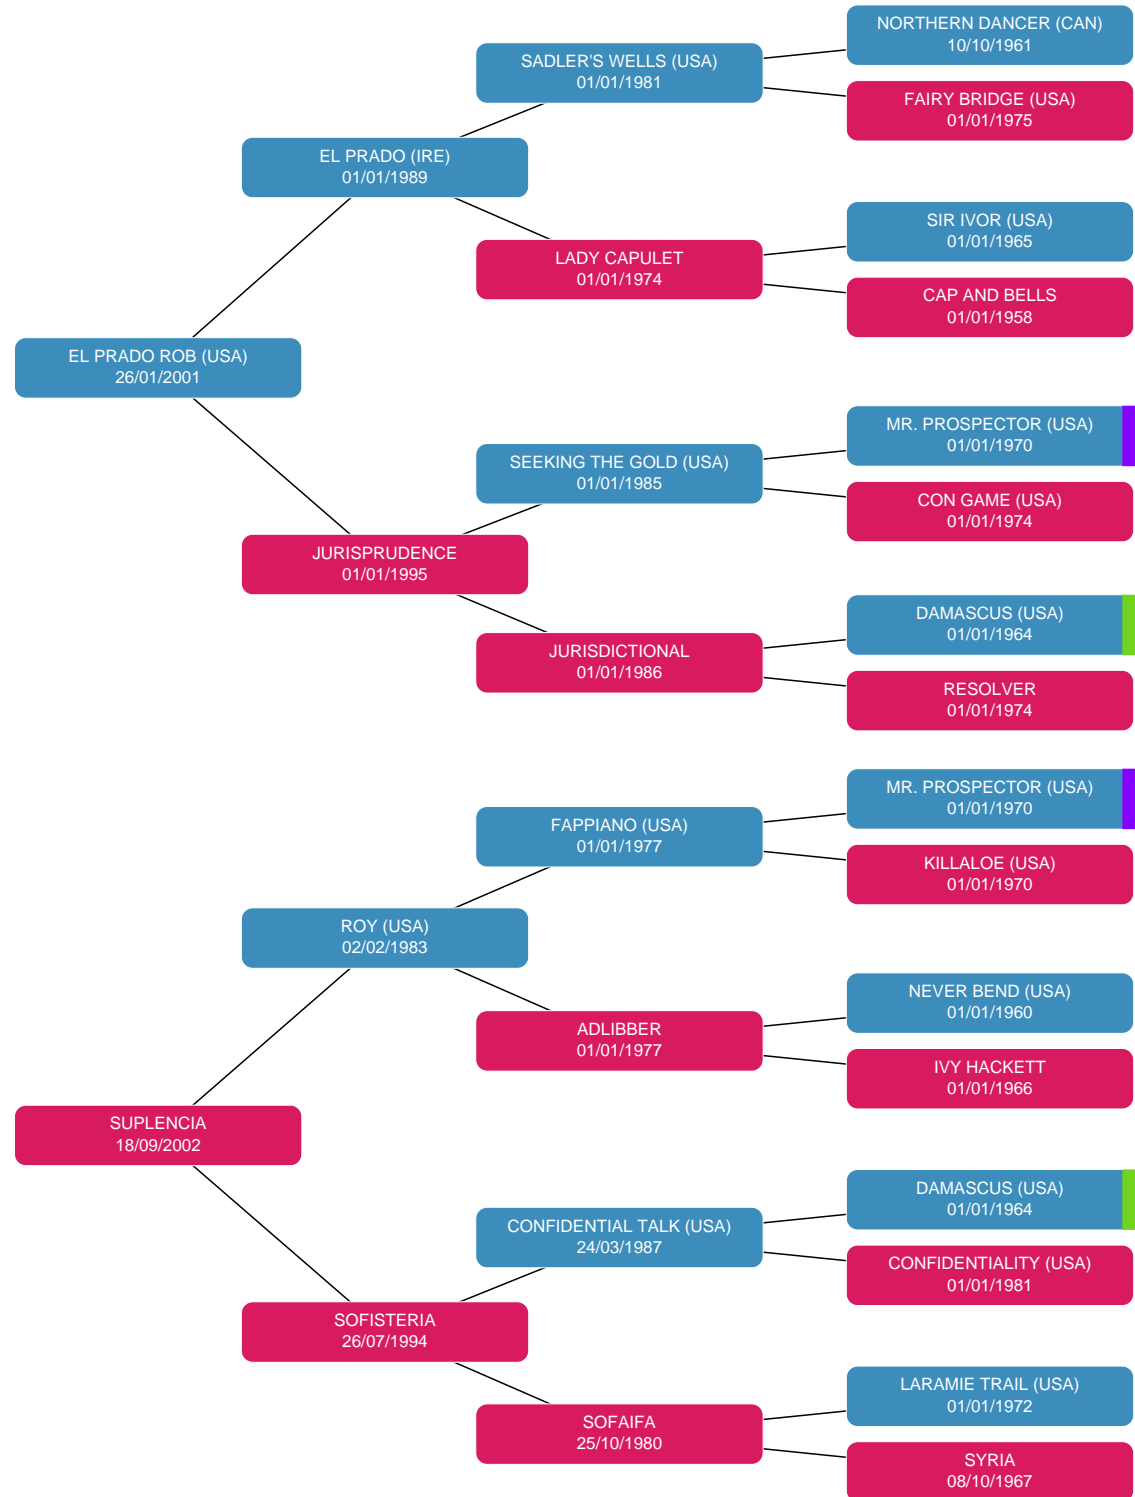 NORTHERN DANCER (CAN)
10/10/1961
SADLER'S WELLS (USA)
01/01/1981
FAIRY BRIDGE (USA)
01/01/1975
EL PRADO (IRE)
01/01/1989
SIR IVOR (USA)
01/01/1965
LADY CAPULET
01/01/1974
CAP AND BELLS
01/01/1958
EL PRADO ROB (USA)
26/01/2001
MR. PROSPECTOR (USA)
01/01/1970
SEEKING THE GOLD (USA)
01/01/1985
CON GAME (USA)
01/01/1974
JURISPRUDENCE
01/01/1995
DAMASCUS (USA)
01/01/1964
JURISDICTIONAL
01/01/1986
RESOLVER
01/01/1974
MR. PROSPECTOR (USA)
01/01/1970
FAPPIANO (USA)
01/01/1977
KILLALOE (USA)
01/01/1970
ROY (USA)
02/02/1983
NEVER BEND (USA)
01/01/1960
ADLIBBER
01/01/1977
IVY HACKETT
01/01/1966
SUPLENCIA
18/09/2002
DAMASCUS (USA)
01/01/1964
CONFIDENTIAL TALK (USA)
24/03/1987
CONFIDENTIALITY (USA)
01/01/1981
SOFISTERIA
26/07/1994
LARAMIE TRAIL (USA)
01/01/1972
SOFAIFA
25/10/1980
SYRIA
08/10/1967